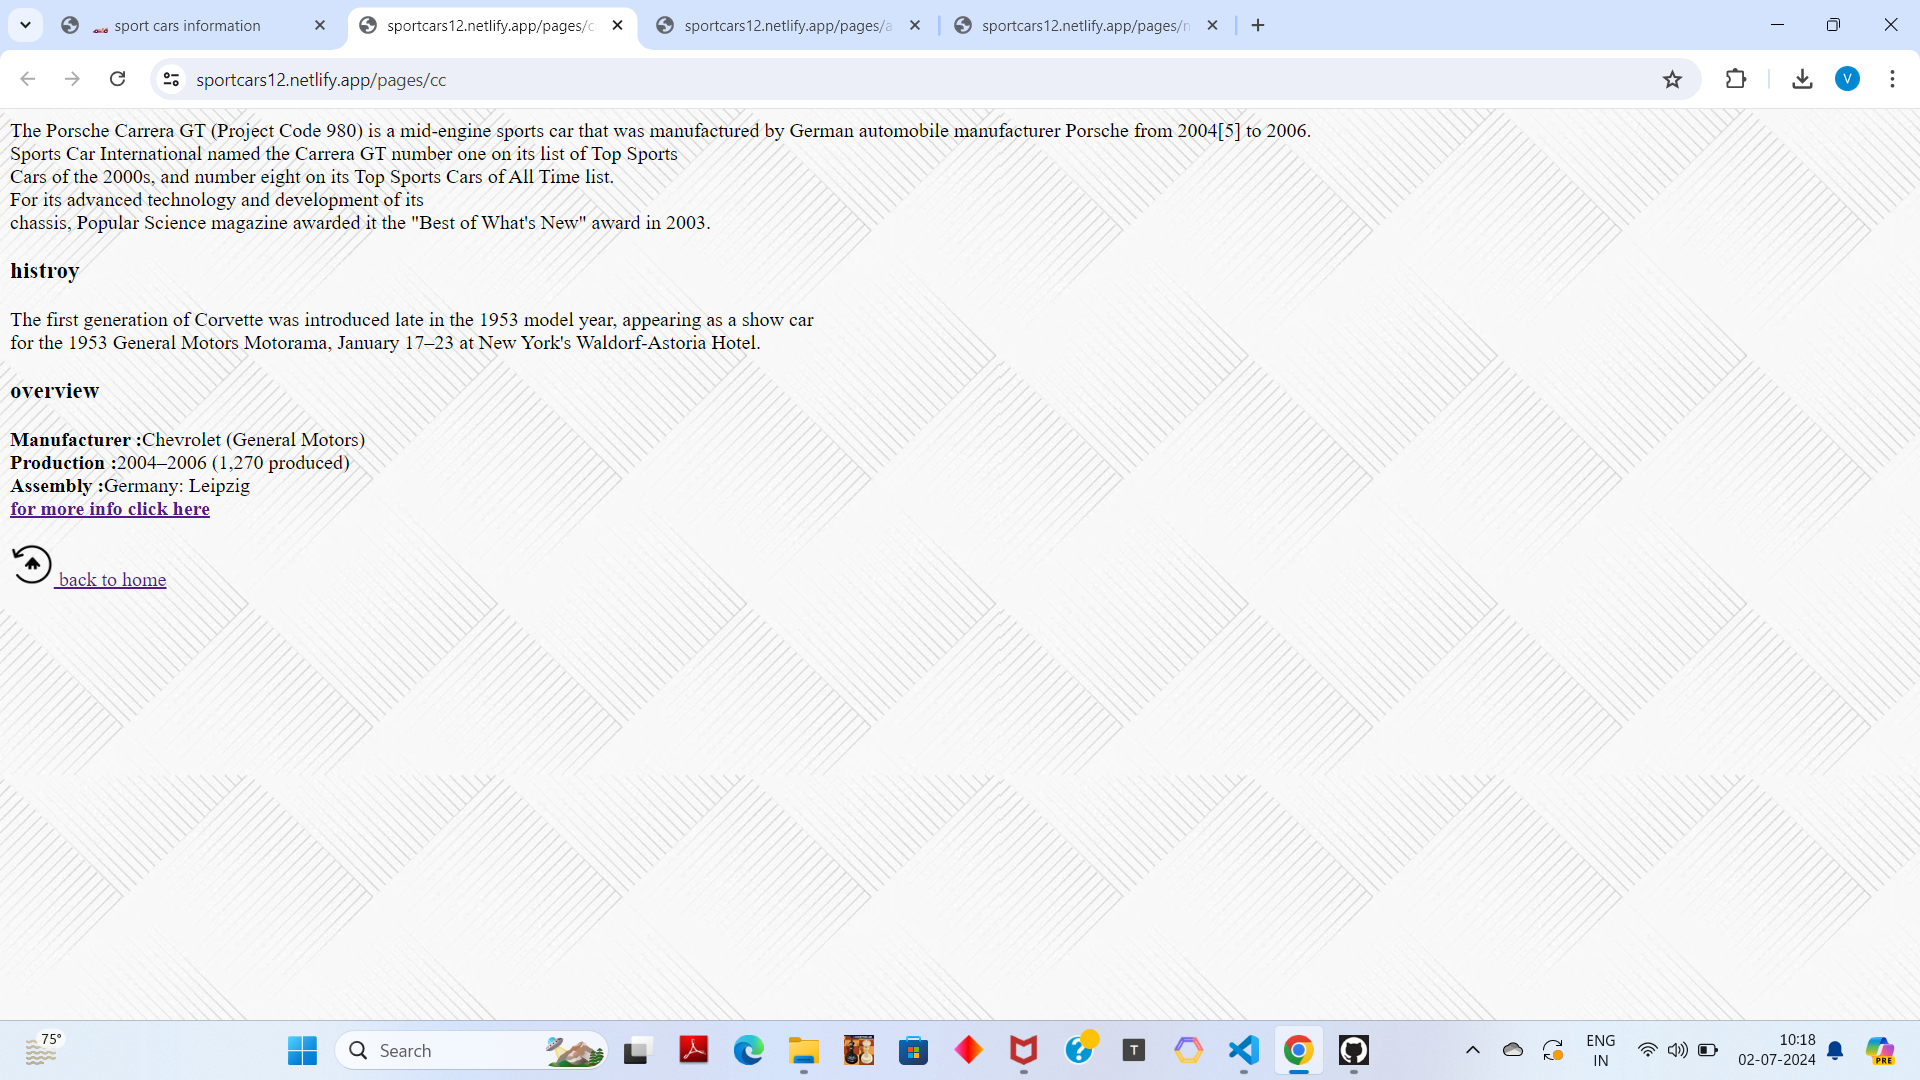 sport cars information
sportcars12.netlify.app/pages/c
sportcars12.netlify.app/pages/a
sportcars12.netlify.app/pages/n
sportcars12.netlify.app/pages/cc
V
The Porsche Carrera GT (Project Code 980) is a mid-engine sports car that was manufactured by German automobile manufacturer Porsche from 2004[5] to 2006.
Sports Car International named the Carrera GT number one on its list of Top Sports
Cars of the 2000s, and number eight on its Top Sports Cars of All Time list.
For its advanced technology and development of its
chassis, Popular Science magazine awarded it the "Best of What's New" award in 2003.
histroy
The first generation of Corvette was introduced late in the 1953 model year, appearing as a show car
for the 1953 General Motors Motorama, January 17–23 at New York's Waldorf-Astoria Hotel.
overview
Manufacturer :Chevrolet (General Motors)
Production :2004–2006 (1,270 produced)
Assembly :Germany: Leipzig
for more info click here
back to home
75°
Search
T
ENG
IN
10:18
02-07-2024
PRE